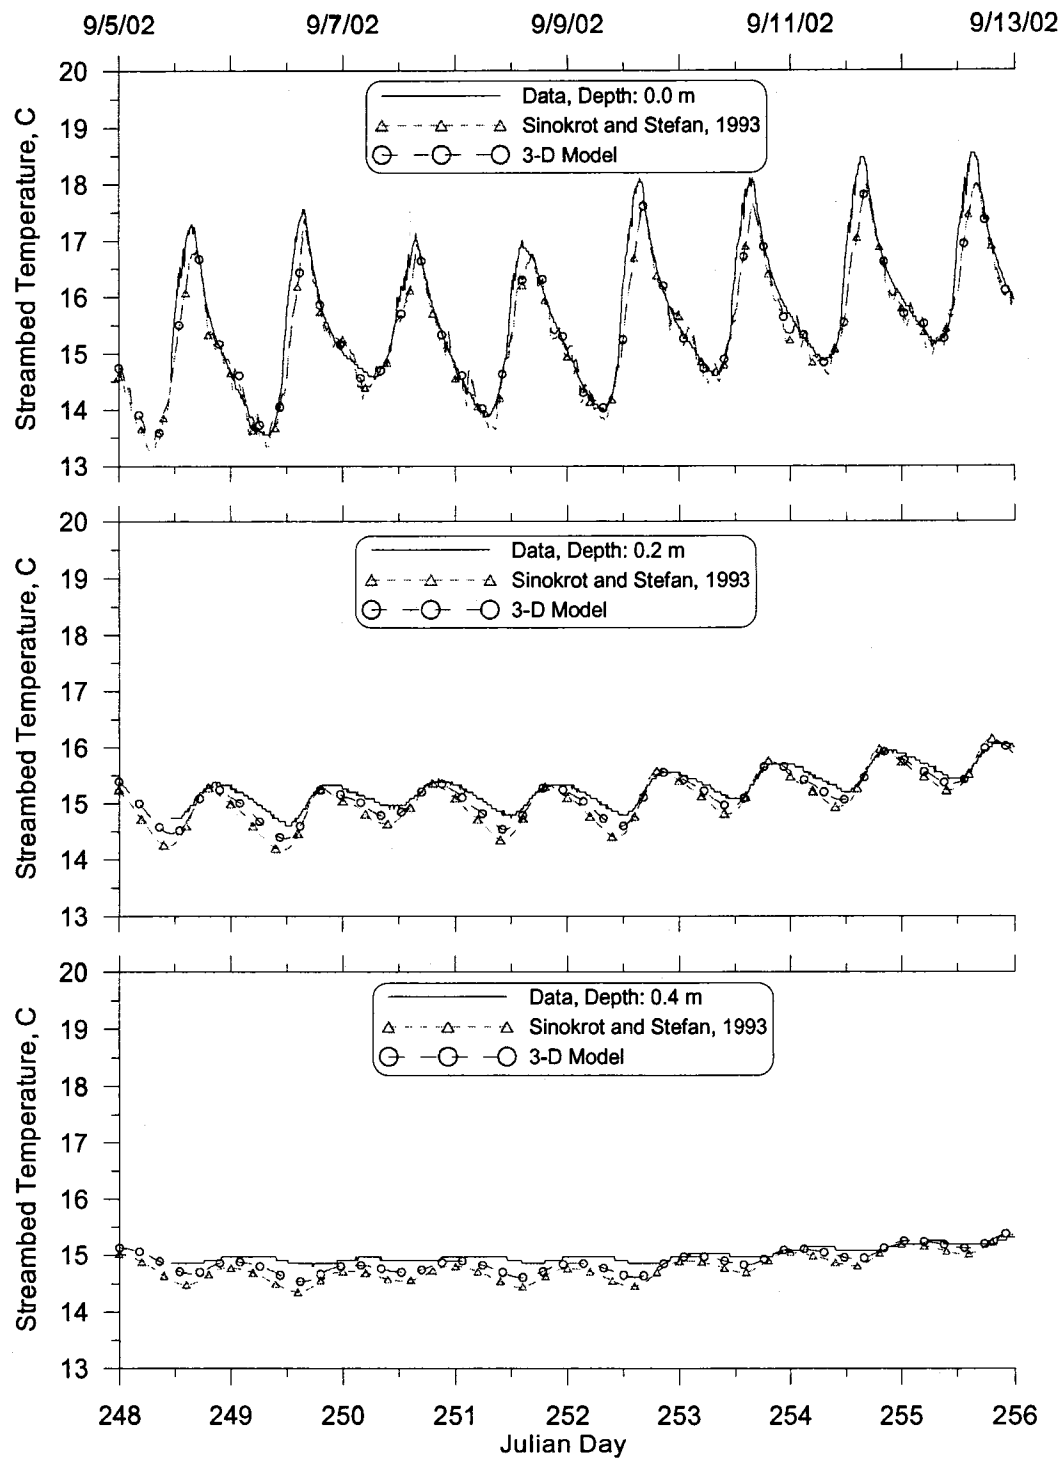 9/5/02 9/7/02 9/9/02 9/11/02 9/13/02
Streambed Temperature, C
20
19
18
17
16
15
14
13
Data, Depth: 0.0 m
Sinokrot and Stefan, 1993
3-D Model
Streambed Temperature, C
20
19
18
17
16
15
14
13
Data, Depth: 0.2 m
Sinokrot and Stefan, 1993
3-D Model
Streambed Temperature, C
20
19
18
17
16
15
14
13
Data, Depth: 0.4 m
Sinokrot and Stefan, 1993
3-D Model
248 249 250 251 252 253 254 255 256
Julian Day